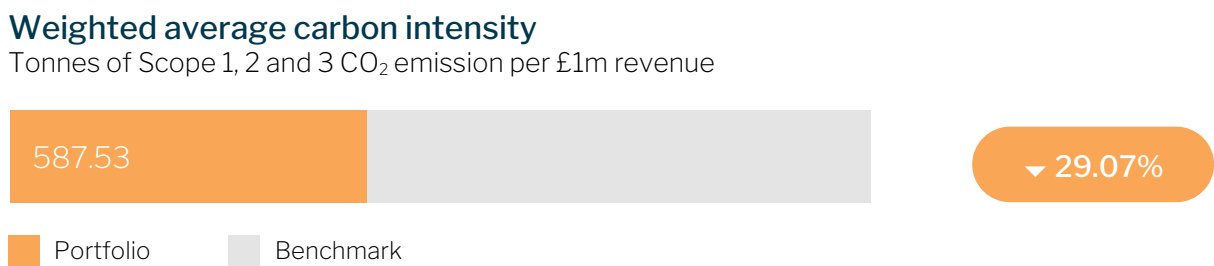 Weighted average carbon intensity
Tonnes of Scope 1, 2 and 3 CO₂ emission per £1m revenue
587.53
29.07%
Portfolio
Benchmark